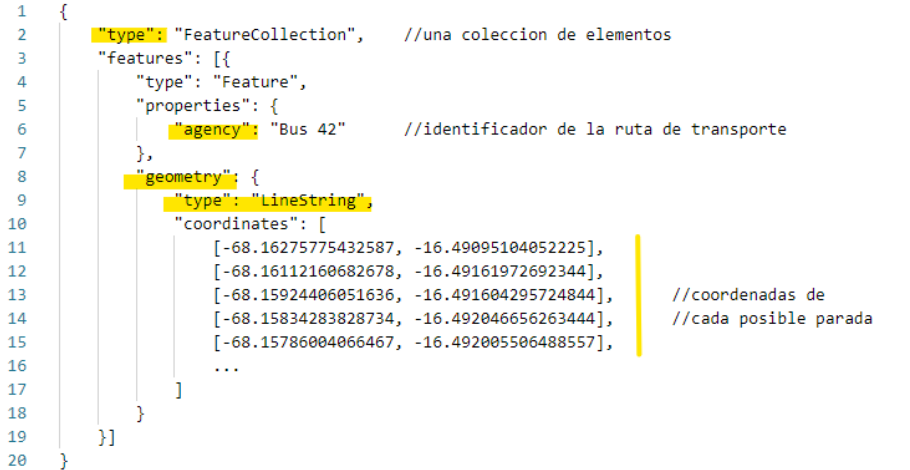 1 {
2 "type": "FeatureCollection", //una coleccion de elementos
3 "features": [{
4 "type": "Feature",
5 "properties": {
6 "agency": "Bus 42" //identificador de la ruta de transporte
7 },
8 "geometry": {
9 "type": "LineString",
10 "coordinates": [
11 [-68.16275775432587, -16.49095104052225],
12 [-68.16112160682678, -16.49161972692344],
13 [-68.15924406051636, -16.491604295724844], //coordenadas de
14 [-68.15834283828734, -16.492046656263444], //cada posible parada
15 [-68.15786004066467, -16.492005506488557],
16 ...
17 ]
18 }
19 }]
20 }